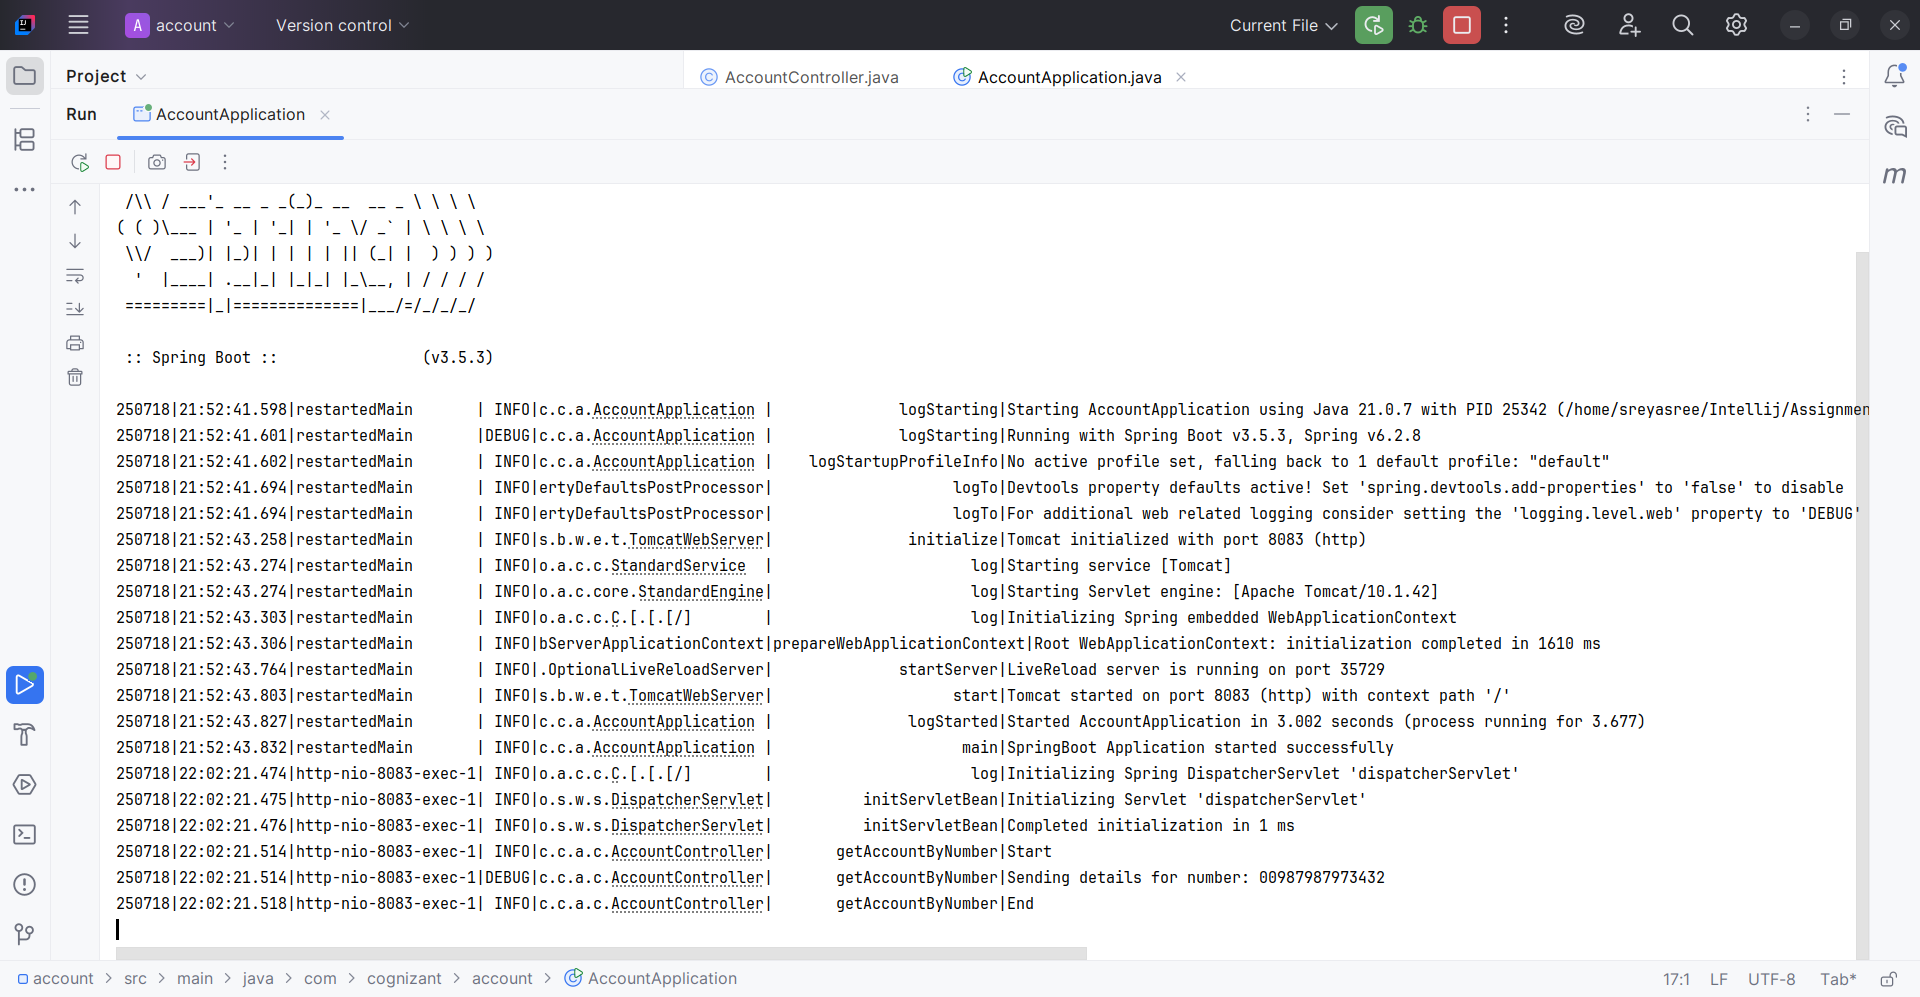 A account Version control Current File
Project AccountController.java AccountApplication.java
Run AccountApplication
 /\\ / ___'_ __ _ _(_)_ __  __ _ \ \ \ \
( ( )\___ | '_ | '_| | '_ \/ _` | \ \ \ \
 \\/  ___)| |_)| | | | | || (_| |  ) ) ) )
  '  |____| .__|_| |_|_| |_\__, | / / / /
 =========|_|==============|___/=/_/_/_/
 :: Spring Boot ::                (v3.5.3)
250718|21:52:41.598|restartedMain       | INFO|c.c.a.AccountApplication |              logStarting|Starting AccountApplication using Java 21.0.7 with PID 25342 (/home/sreyasree/Intellij/Assignmen
250718|21:52:41.601|restartedMain       |DEBUG|c.c.a.AccountApplication |              logStarting|Running with Spring Boot v3.5.3, Spring v6.2.8
250718|21:52:41.602|restartedMain       | INFO|c.c.a.AccountApplication |    logStartupProfileInfo|No active profile set, falling back to 1 default profile: "default"
250718|21:52:41.694|restartedMain       | INFO|ertyDefaultsPostProcessor|                    logTo|Devtools property defaults active! Set 'spring.devtools.add-properties' to 'false' to disable
250718|21:52:41.694|restartedMain       | INFO|ertyDefaultsPostProcessor|                    logTo|For additional web related logging consider setting the 'logging.level.web' property to 'DEBUG'
250718|21:52:43.258|restartedMain       | INFO|s.b.w.e.t.TomcatWebServer|               initialize|Tomcat initialized with port 8083 (http)
250718|21:52:43.274|restartedMain       | INFO|o.a.c.c.StandardService  |                      log|Starting service [Tomcat]
250718|21:52:43.274|restartedMain       | INFO|o.a.c.core.StandardEngine|                      log|Starting Servlet engine: [Apache Tomcat/10.1.42]
250718|21:52:43.303|restartedMain       | INFO|o.a.c.c.C.[.[.[/]        |                      log|Initializing Spring embedded WebApplicationContext
250718|21:52:43.306|restartedMain       | INFO|bServerApplicationContext|prepareWebApplicationContext|Root WebApplicationContext: initialization completed in 1610 ms
250718|21:52:43.764|restartedMain       | INFO|.OptionalLiveReloadServer|              startServer|LiveReload server is running on port 35729
250718|21:52:43.803|restartedMain       | INFO|s.b.w.e.t.TomcatWebServer|                    start|Tomcat started on port 8083 (http) with context path '/'
250718|21:52:43.827|restartedMain       | INFO|c.c.a.AccountApplication |               logStarted|Started AccountApplication in 3.002 seconds (process running for 3.677)
250718|21:52:43.832|restartedMain       | INFO|c.c.a.AccountApplication |                     main|SpringBoot Application started successfully
250718|22:02:21.474|http-nio-8083-exec-1| INFO|o.a.c.c.C.[.[.[/]        |                      log|Initializing Spring DispatcherServlet 'dispatcherServlet'
250718|22:02:21.475|http-nio-8083-exec-1| INFO|o.s.w.s.DispatcherServlet|          initServletBean|Initializing Servlet 'dispatcherServlet'
250718|22:02:21.476|http-nio-8083-exec-1| INFO|o.s.w.s.DispatcherServlet|          initServletBean|Completed initialization in 1 ms
250718|22:02:21.514|http-nio-8083-exec-1| INFO|c.c.a.c.AccountController|       getAccountByNumber|Start
250718|22:02:21.514|http-nio-8083-exec-1|DEBUG|c.c.a.c.AccountController|       getAccountByNumber|Sending details for number: 00987987973432
250718|22:02:21.518|http-nio-8083-exec-1| INFO|c.c.a.c.AccountController|       getAccountByNumber|End
account > src > main > java > com > cognizant > account > AccountApplication 17:1 LF UTF-8 Tab*